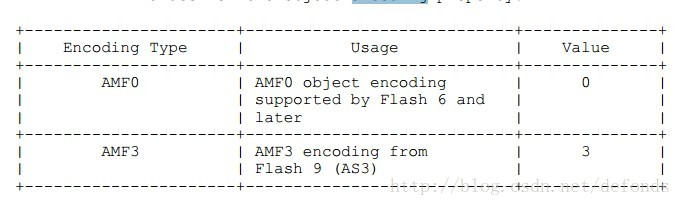 +----------------------+---------------------------+---------------+
| Encoding Type | Usage | Value |
+----------------------+---------------------------+---------------+
| AMF0 | AMF0 object encoding | 0 |
| | supported by Flash 6 and | |
| | later | |
+----------------------+---------------------------+---------------+
| AMF3 | AMF3 encoding from | 3 |
| | Flash 9 (AS3) | |
+----------------------+---------------------------+---------------+
http://blog.csdn.net/defonds